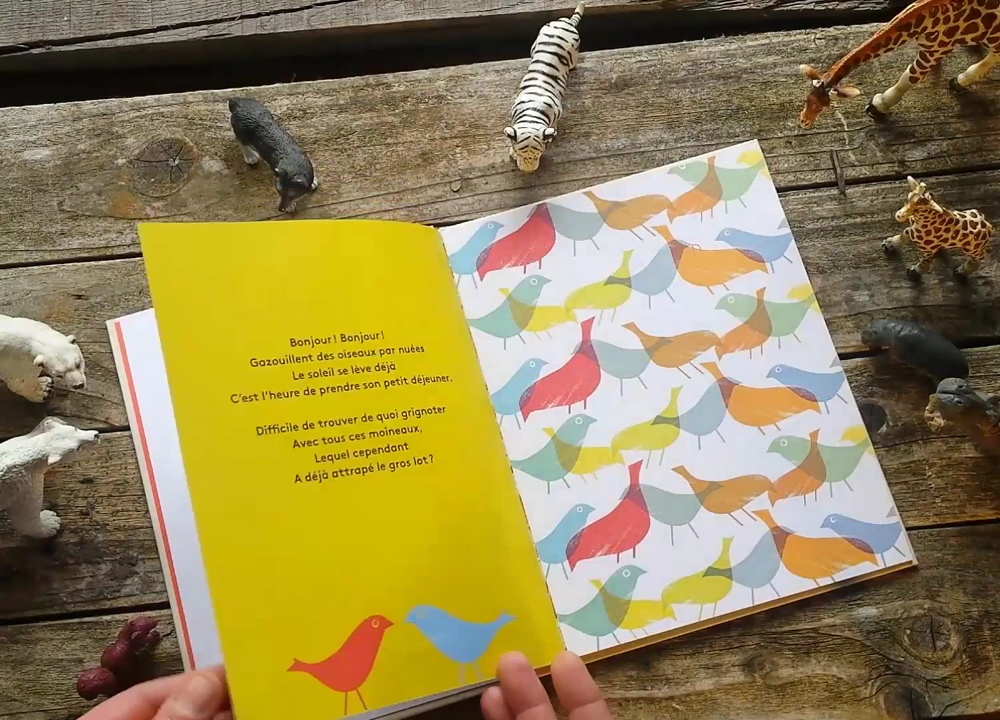 Bonjour! Bonjour!
Gazouillent des oiseaux par nuées
Le soleil se lève déjà
C'est l'heure de prendre son petit déjeuner,
Difficile de trouver de quoi grignoter
Avec tous ces moineaux,
Lequel cependant
A déjà attrapé le gros lot?